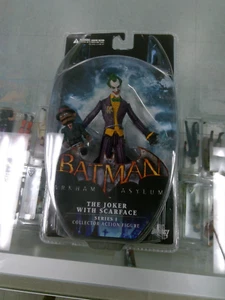 BATMAN
ARKHAM ASYLUM
THE JOKER
WITH SCARFACE
SERIES 1
COLLECTOR ACTION FIGURE